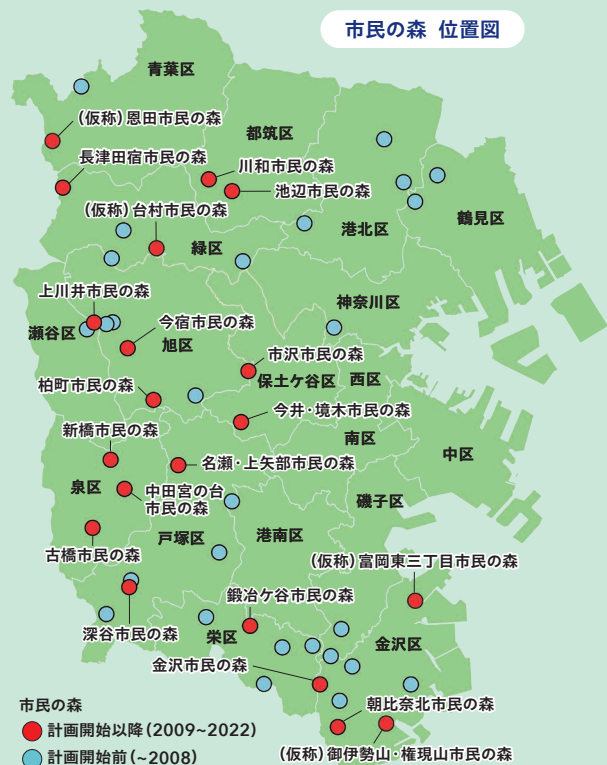 市民の森 位置図
青葉区
(仮称)恩田市民の森
都筑区
長津田宿市民の森
川和市民の森
池辺市民の森
(仮称)台村市民の森
鶴見区
港北区
緑区
上川井市民の森
神奈川区
今宿市民の森
瀬谷区
旭区
市沢市民の森
柏町市民の森
保土ケ谷区
西区
今井・境木市民の森
新橋市民の森
南区
中区
名瀬・上矢部市民の森
泉区
中田宮の台
市民の森
磯子区
戸塚区
港南区
古橋市民の森
(仮称)富岡東三丁目市民の森
鍛冶ケ谷市民の森
深谷市民の森
栄区
金沢区
金沢市民の森
朝比奈北市民の森
(仮称)御伊勢山・権現山市民の森
市民の森
計画開始以降(2009~2022)
計画開始前(~2008)